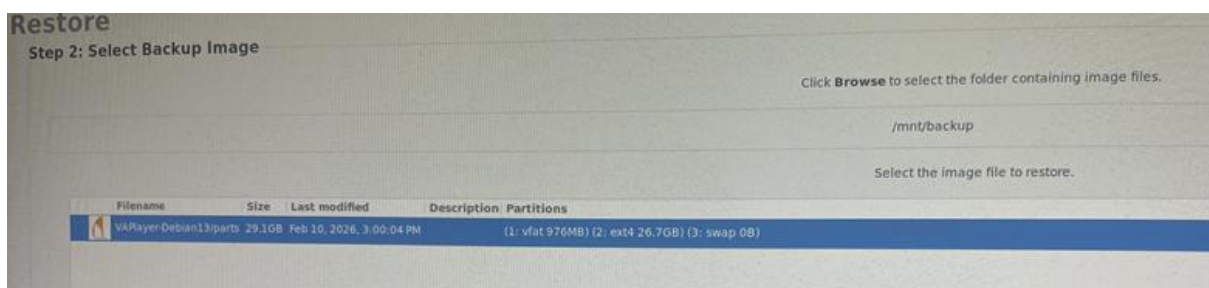 Restore
Step 2: Select Backup Image
Click Browse to select the folder containing image files.
/mnt/backup
Select the image file to restore.
Filename Size Last modified Description Partitions
VAPlayer-Debian13/parts 29.1GB Feb 10, 2026, 3:00:04 PM (1: vfat 976MB) (2: ext4 26.7GB) (3: swap 0B)